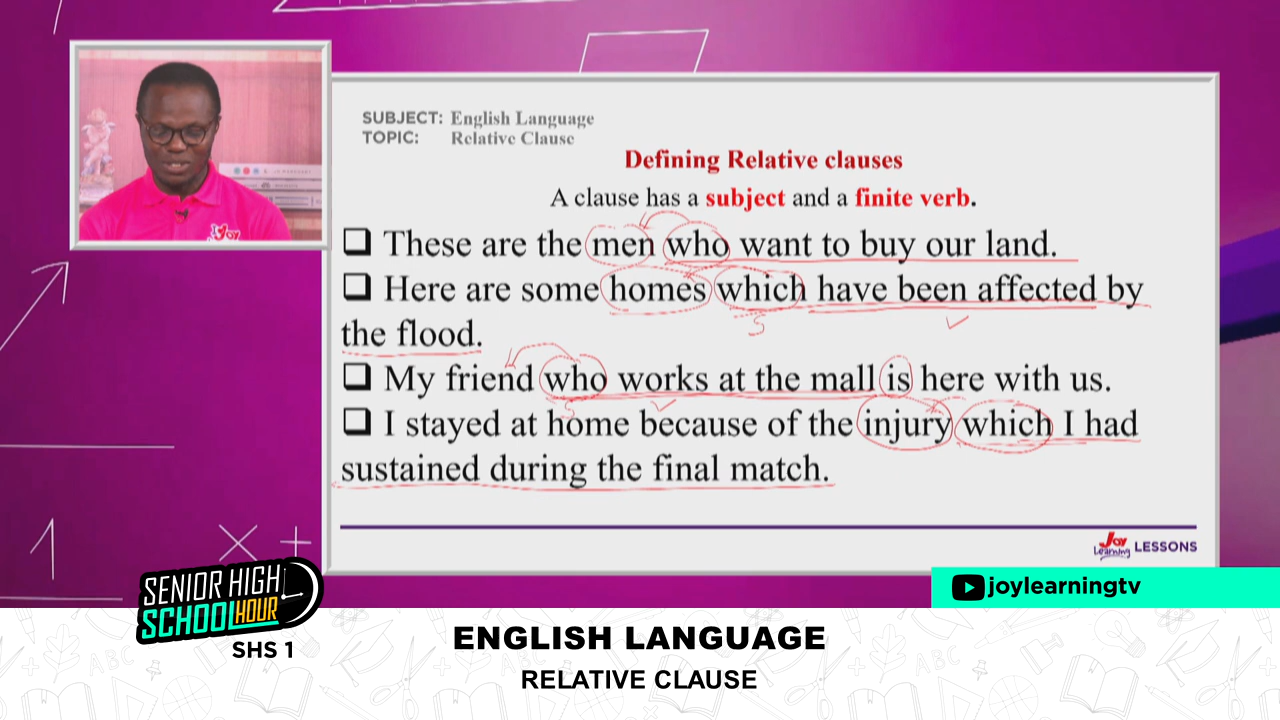 SUBJECT: English Language
TOPIC: Relative Clause
Defining Relative clauses
A clause has a subject and a finite verb.
❑ These are the men who want to buy our land.
❑ Here are some homes which have been affected by
the flood.
S
❑ My friend who works at the mall is here with us.
S
❑ I stayed at home because of the injury which I had
sustained during the final match.
Joy
Learning LESSONS
joylearningtv
SENIOR HIGH
SCHOOL HOUR
SHS 1
ENGLISH LANGUAGE
RELATIVE CLAUSE